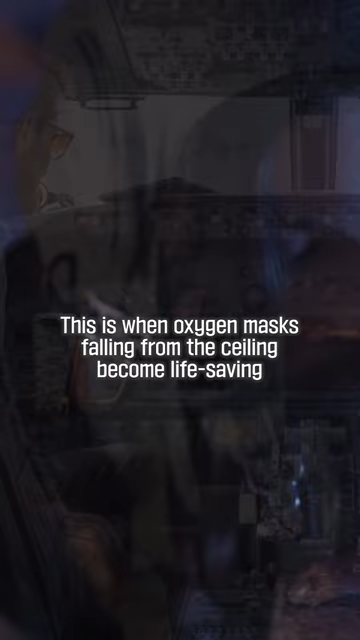 This is when oxygen masks
falling from the ceiling
become life-saving